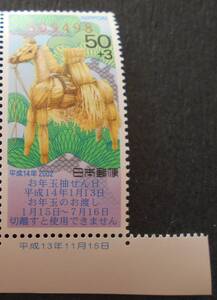 NIPPON
50
+3
平成14年 2002
日本郵便
お年玉抽せん日
平成14年1月13日
お年玉のお渡し
1月15日〜7月16日
切離すと使用できません
平成13年11月15日